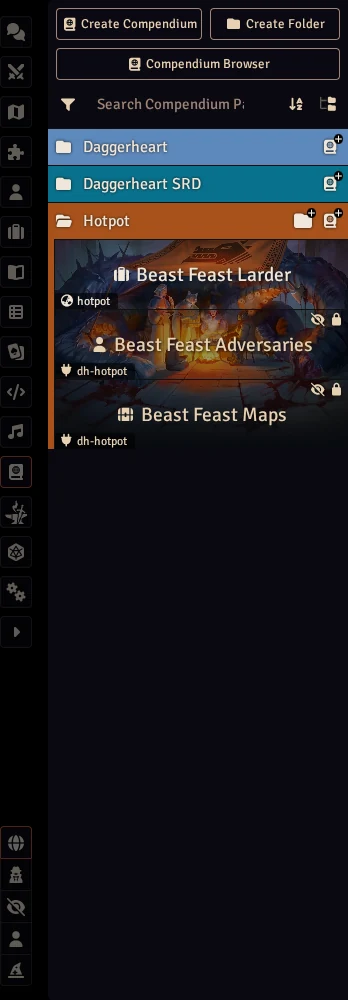 Create Compendium
Create Folder
Compendium Browser
Search Compendium Pa
Daggerheart
Daggerheart SRD
Hotpot
Beast Feast Larder
hotpot
Beast Feast Adversaries
dh-hotpot
Beast Feast Maps
dh-hotpot